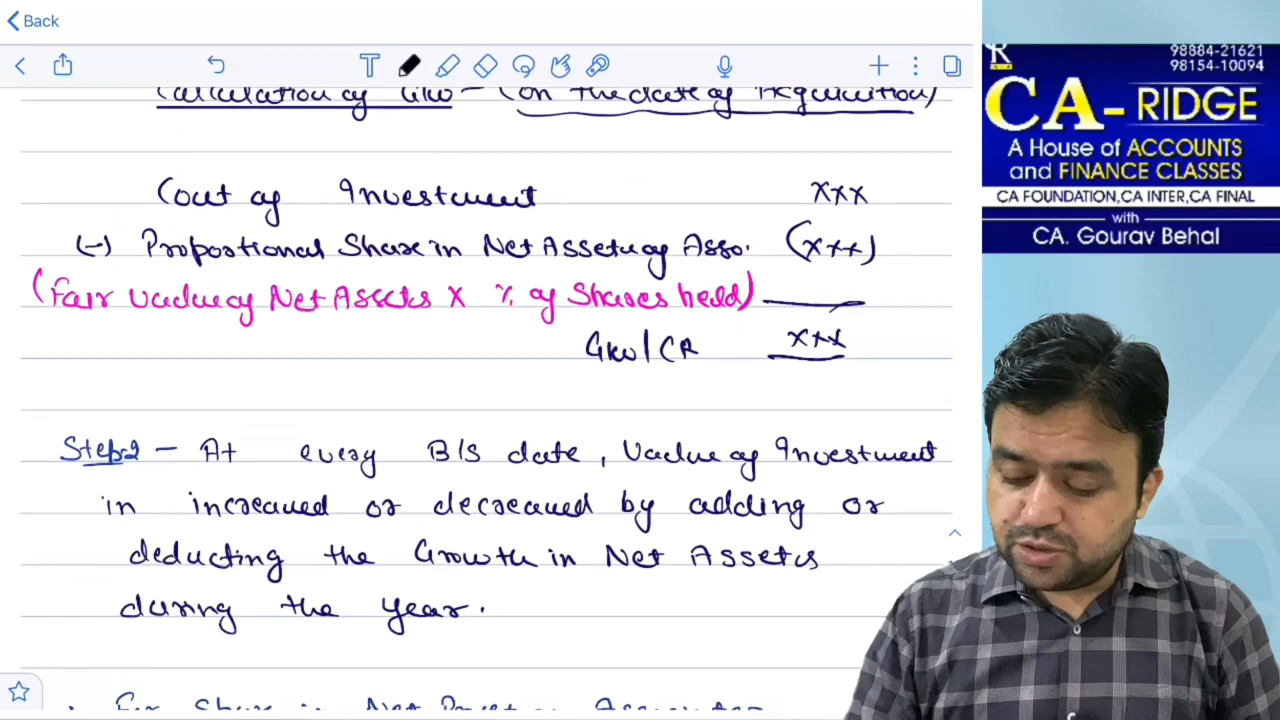 Back
Calculation of G/w - (on the date of Acquisition)
Cost of Investment xxx
(-) Proportional Share in Net Assets of Asso. (xxx)
(Fair Value of Net Assets x % of Shares held)
G/w / CR xxx
Step-2 - At every B/S date, Value of Investment
in increased or decreased by adding or
deducting the Growth in Net Assets
during the year.
98884-21621
98154-10094
CA-RIDGE
A House of ACCOUNTS
and FINANCE CLASSES
CA FOUNDATION,CA INTER,CA FINAL
with
CA. Gourav Behal